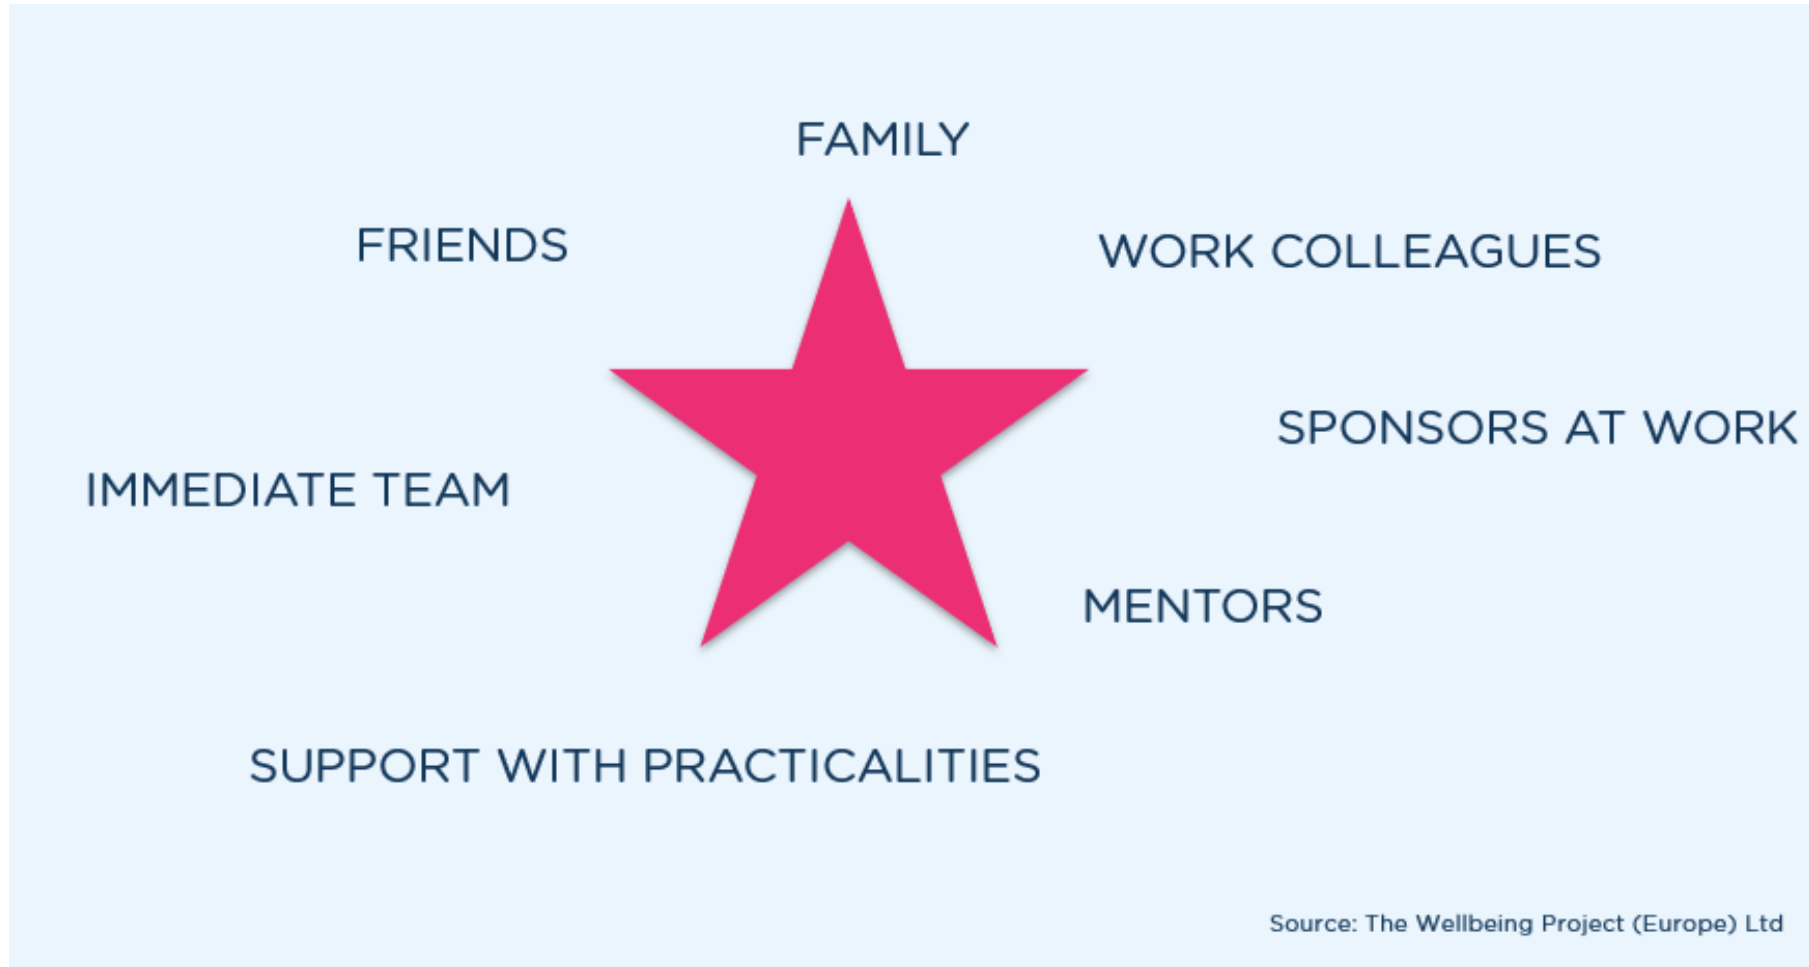 FAMILY
FRIENDS
WORK COLLEAGUES
SPONSORS AT WORK
IMMEDIATE TEAM
MENTORS
SUPPORT WITH PRACTICALITIES
Source: The Wellbeing Project (Europe) Ltd